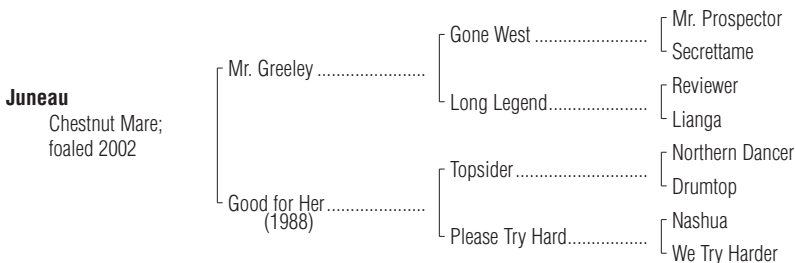 Juneau
Chestnut Mare;
foaled 2002
Mr. Greeley .......................
Good for Her .....................
(1988)
Gone West ........................
Long Legend.....................
Topsider............................
Please Try Hard.................
Mr. Prospector
Secrettame
Reviewer
Lianga
Northern Dancer
Drumtop
Nashua
We Try Harder